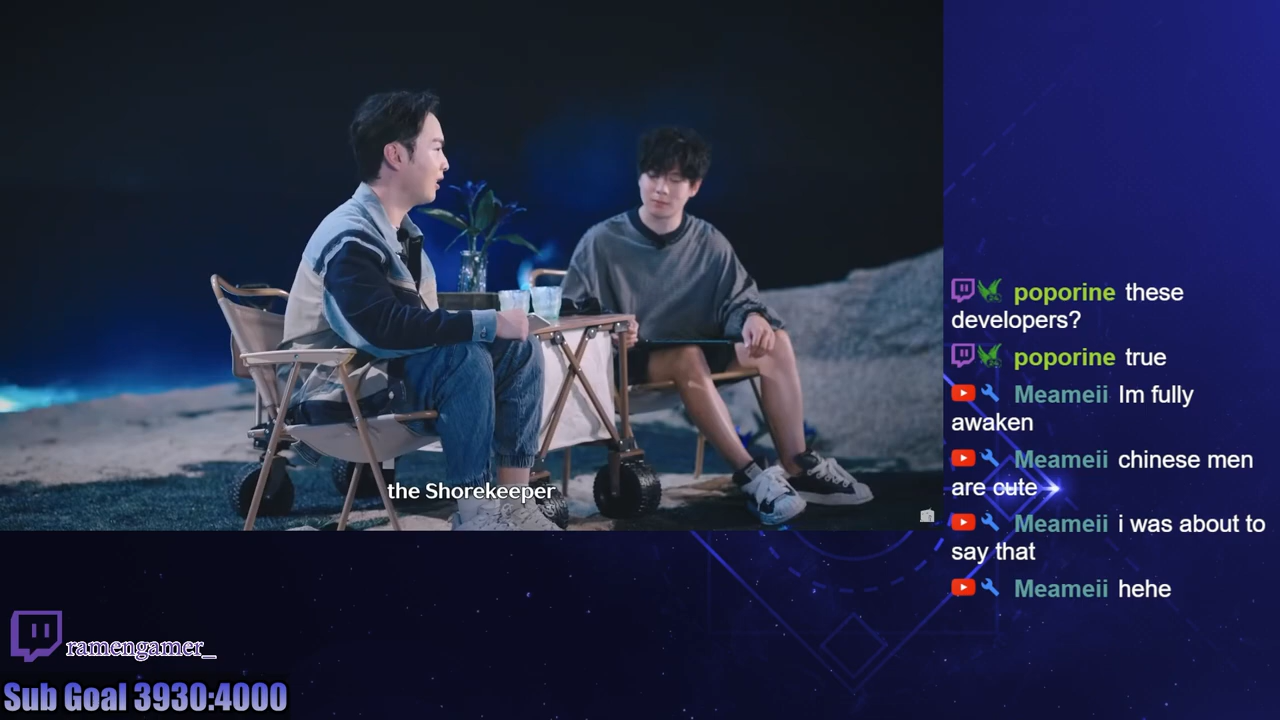 the Shorekeeper
poporine these
developers?
poporine true
Meameii Im fully
awaken
Meameii chinese men
are cute
Meameii i was about to
say that
Meameii hehe
ramengamer_
Sub Goal 3930:4000